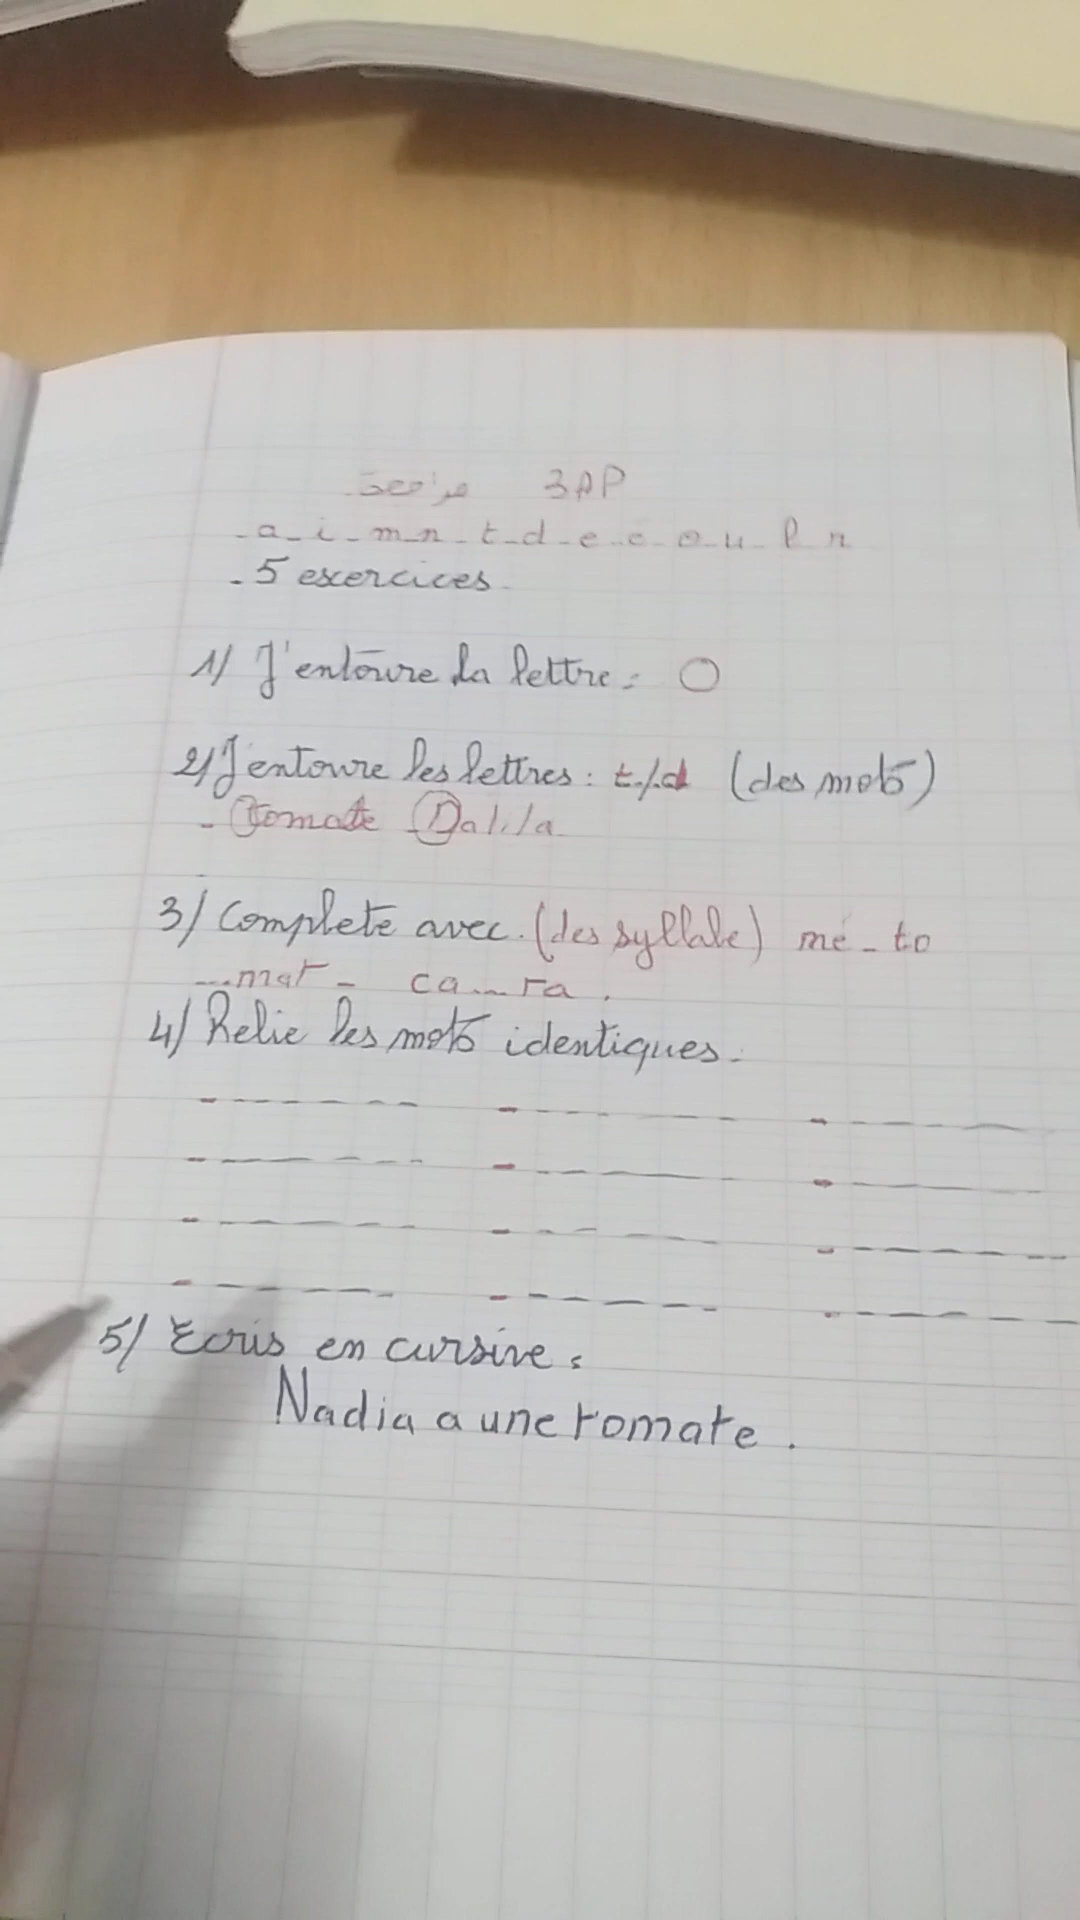 مراجعة 3AP
- a - i - m - n - t - d - e - c - o - u - l r
- 5 exercices -
1/ J'entoure la lettre : O
2/ J'entoure les lettres : t/d (des mots)
- tomate Dalila
3/ Complete avec. (des syllabe) mé - to
....mat - ca....ra.
4/ Relie les mots identiques :
5/ Ecris en cursive :
Nadia a une tomate.